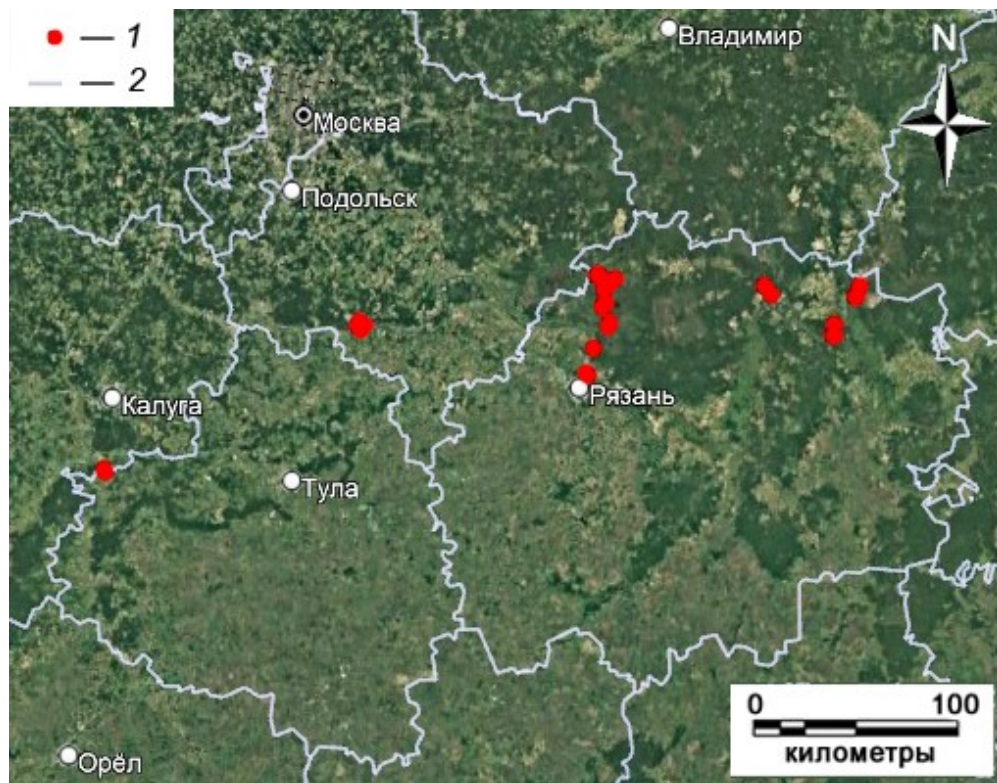 1
2
Владимир
N
Москва
Подольск
Калуга
Рязань
Тула
Орёл
0 100
километры